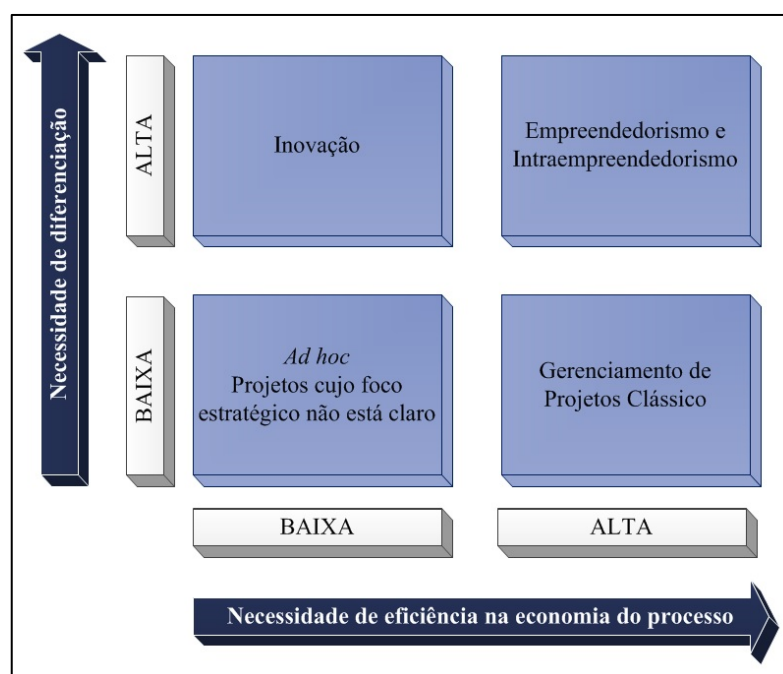 Necessidade de diferenciação
ALTA
Inovação
Empreendedorismo e
Intraempreendedorismo
BAIXA
Ad hoc
Projetos cujo foco
estratégico não está claro
Gerenciamento de
Projetos Clássico
BAIXA
ALTA
Necessidade de eficiência na economia do processo